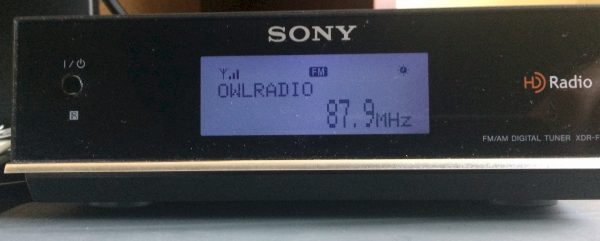 SONY
I/⏻
FM
OWLRADIO
87.9MHz
HD Radio
R
FM/AM DIGITAL TUNER XDR-F